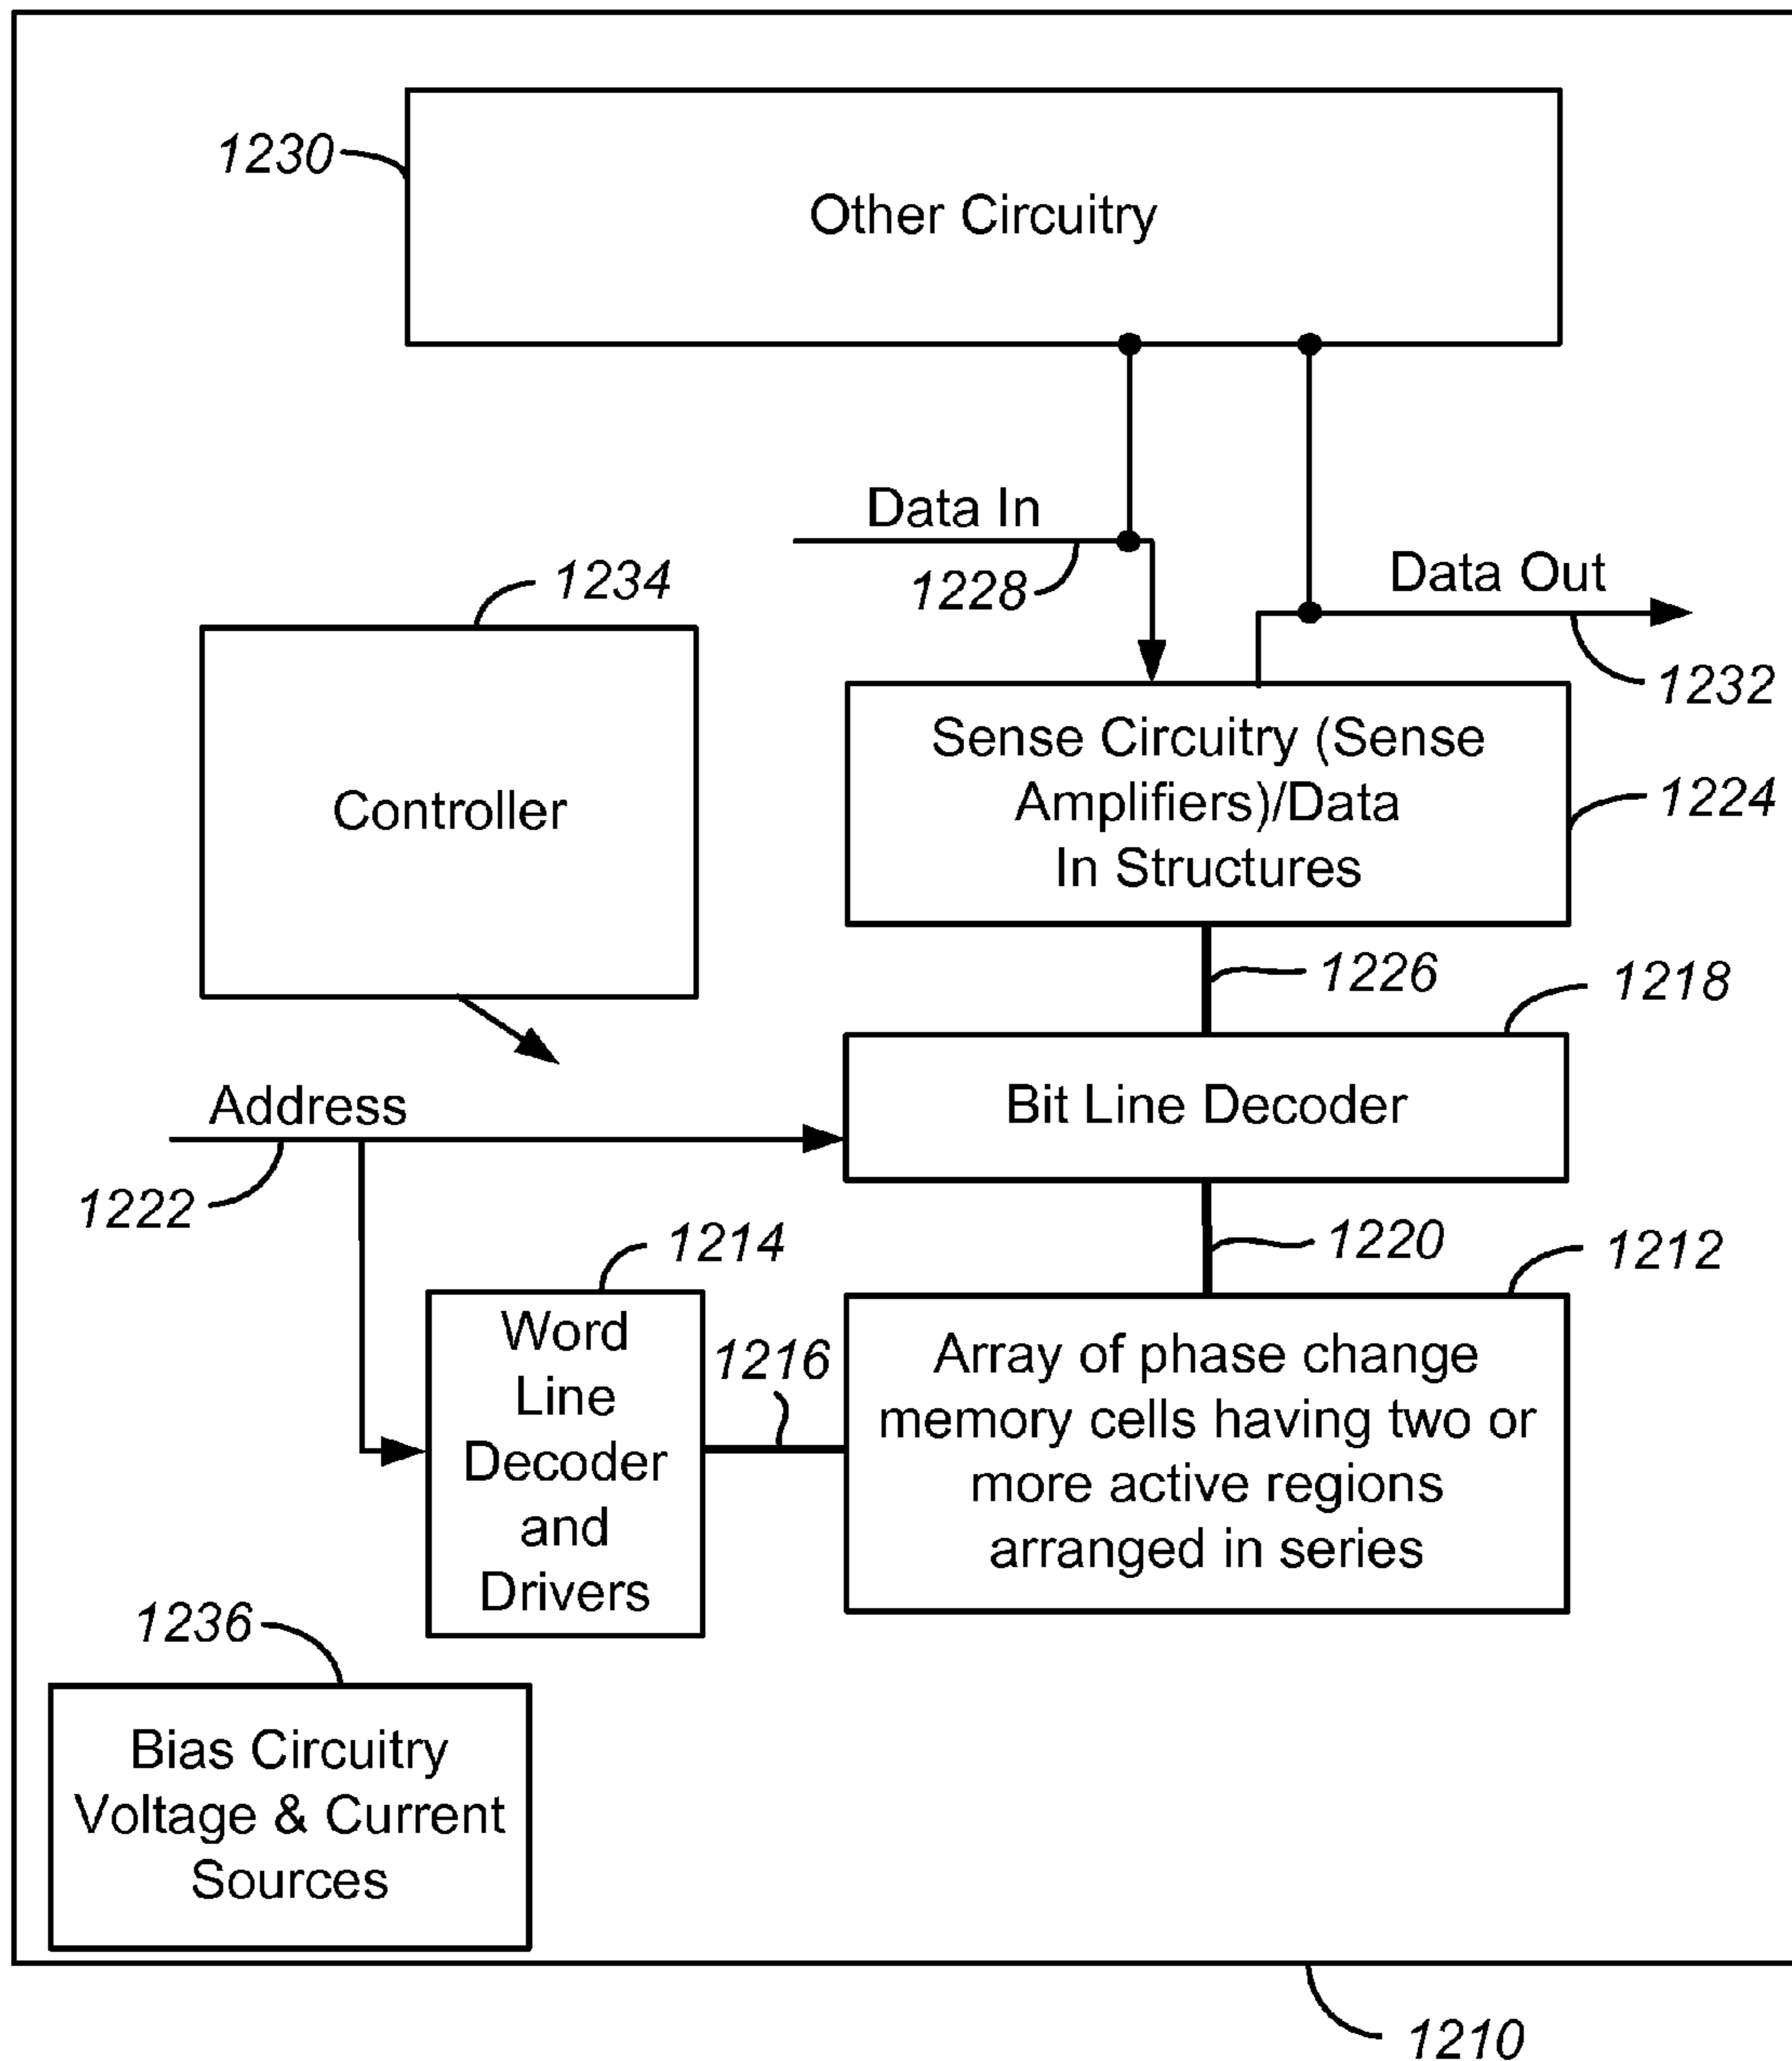 1230
Other Circuitry
Data In
1228
Data Out
1232
1234
Controller
Sense Circuitry (Sense
Amplifiers)/Data
In Structures
1224
1226
1218
Address
1222
Bit Line Decoder
1220
1214
1212
Word
Line
Decoder
and
Drivers
1216
Array of phase change
memory cells having two or
more active regions
arranged in series
1236
Bias Circuitry
Voltage & Current
Sources
1210